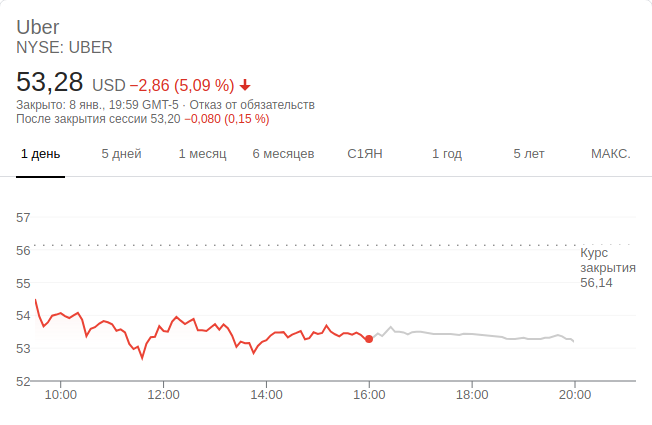 Uber
NYSE: UBER
53,28 USD −2,86 (5,09 %)
Закрыто: 8 янв., 19:59 GMT-5 · Отказ от обязательств
После закрытия сессии 53,20 −0,080 (0,15 %)
1 день 5 дней 1 месяц 6 месяцев С1ЯН 1 год 5 лет МАКС.
57
56
Курс
закрытия
55 56,14
54
53
52
10:00 12:00 14:00 16:00 18:00 20:00